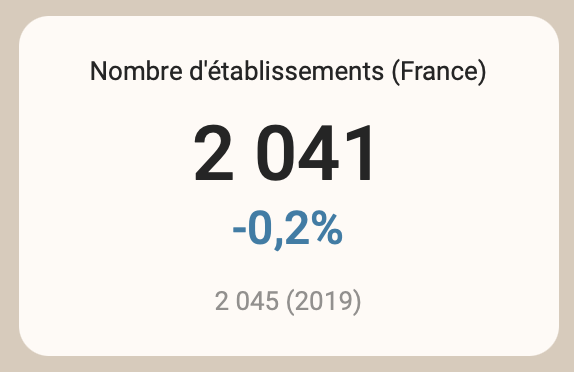 Nombre d'établissements (France)
2 041
-0,2%
2 045 (2019)